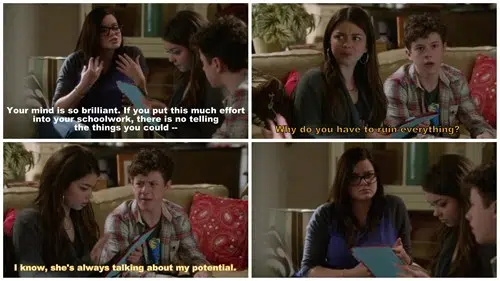 Your mind is so brilliant. If you put this much effort
into your schoolwork, there is no telling
the things you could --
Why do you have to ruin everything?
I know, she's always talking about my potential.